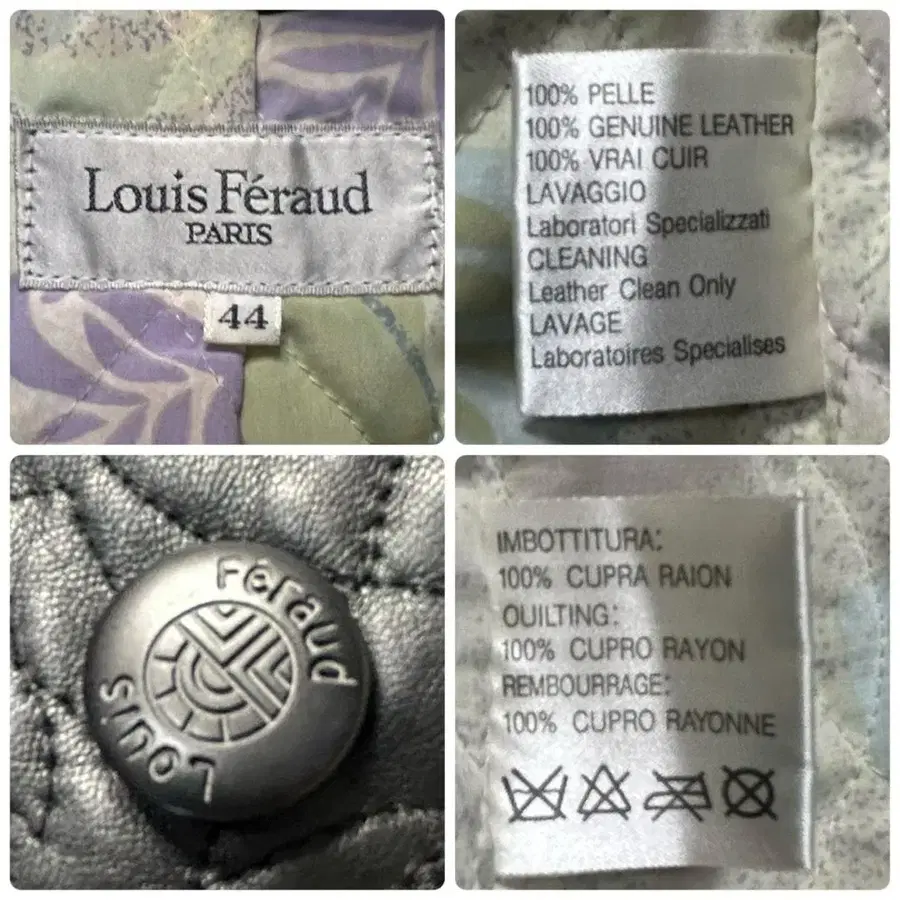 Louis Féraud
PARIS
44
100% PELLE
100% GENUINE LEATHER
100% VRAI CUIR
LAVAGGIO
Laboratori Specializzati
CLEANING
Leather Clean Only
LAVAGE
Laboratoires Specialises
Louis Féraud
IMBOTTITURA:
100% CUPRA RAION
OUILTING:
100% CUPRO RAYON
REMBOURRAGE:
100% CUPRO RAYONNE